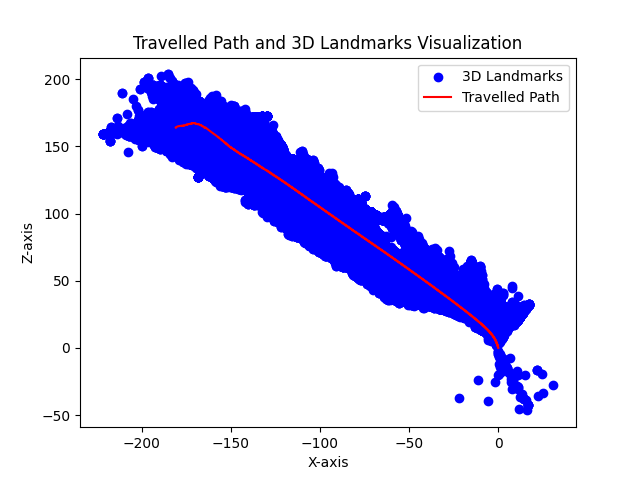 Travelled Path and 3D Landmarks Visualization
3D Landmarks
Travelled Path
200
150
100
50
0
−50
Z-axis
−200
−150
−100
−50
0
X-axis